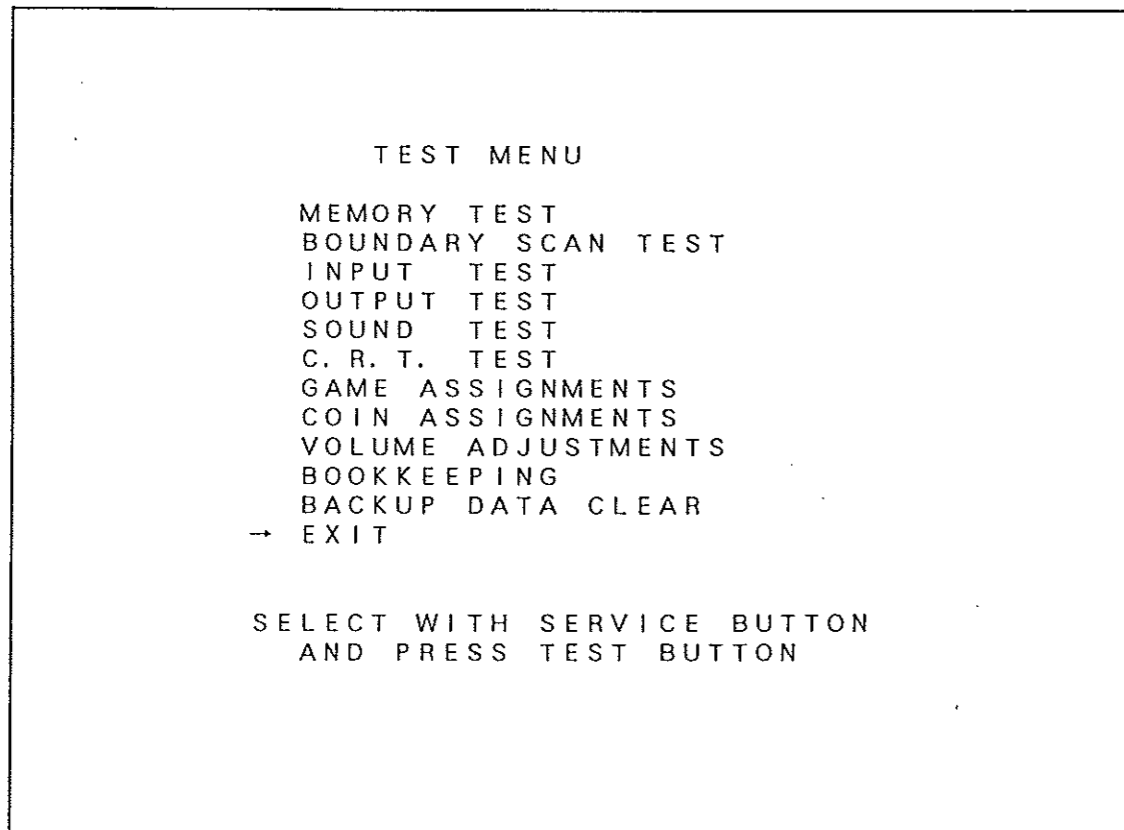 TEST MENU
MEMORY TEST
BOUNDARY SCAN TEST
INPUT TEST
OUTPUT TEST
SOUND TEST
C. R. T. TEST
GAME ASSIGNMENTS
COIN ASSIGNMENTS
VOLUME ADJUSTMENTS
BOOKKEEPING
BACKUP DATA CLEAR
→ EXIT
SELECT WITH SERVICE BUTTON
AND PRESS TEST BUTTON